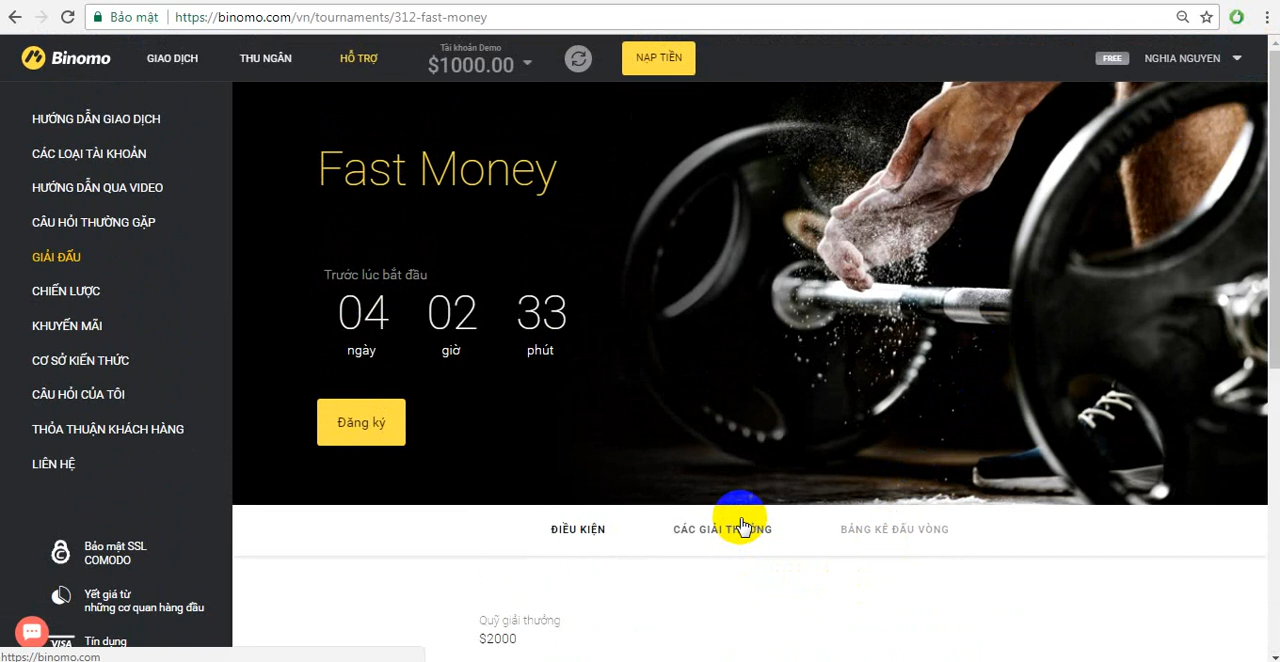 Bảo mật
https://binomo.com/vn/tournaments/312-fast-money
Binomo
GIAO DỊCH
THU NGÂN
HỖ TRỢ
Tài khoản Demo
$1000.00
NẠP TIỀN
FREE
NGHIA NGUYEN
HƯỚNG DẪN GIAO DỊCH
CÁC LOẠI TÀI KHOẢN
HƯỚNG DẪN QUA VIDEO
CÂU HỎI THƯỜNG GẶP
GIẢI ĐẤU
CHIẾN LƯỢC
KHUYẾN MÃI
CƠ SỞ KIẾN THỨC
CÂU HỎI CỦA TÔI
THỎA THUẬN KHÁCH HÀNG
LIÊN HỆ
Bảo mật SSL
COMODO
Yết giá từ
những cơ quan hàng đầu
VISA
Tín dụng
https://binomo.com
Fast Money
Trước lúc bắt đầu
04 02 33
ngày giờ phút
Đăng ký
ĐIỀU KIỆN
CÁC GIẢI THƯỞNG
BẢNG KÊ ĐẤU VÒNG
Quỹ giải thưởng
$2000